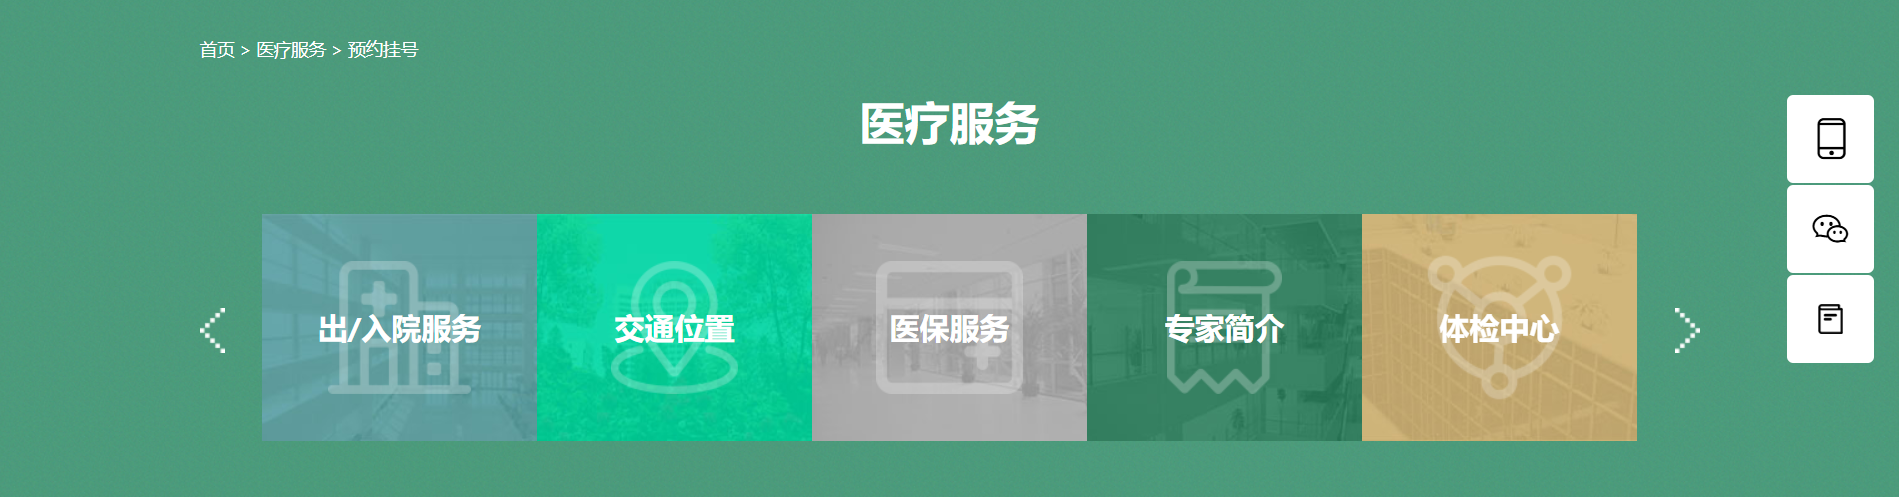 首页 > 医疗服务 > 预约挂号
医疗服务
出/入院服务
交通位置
医保服务
专家简介
体检中心